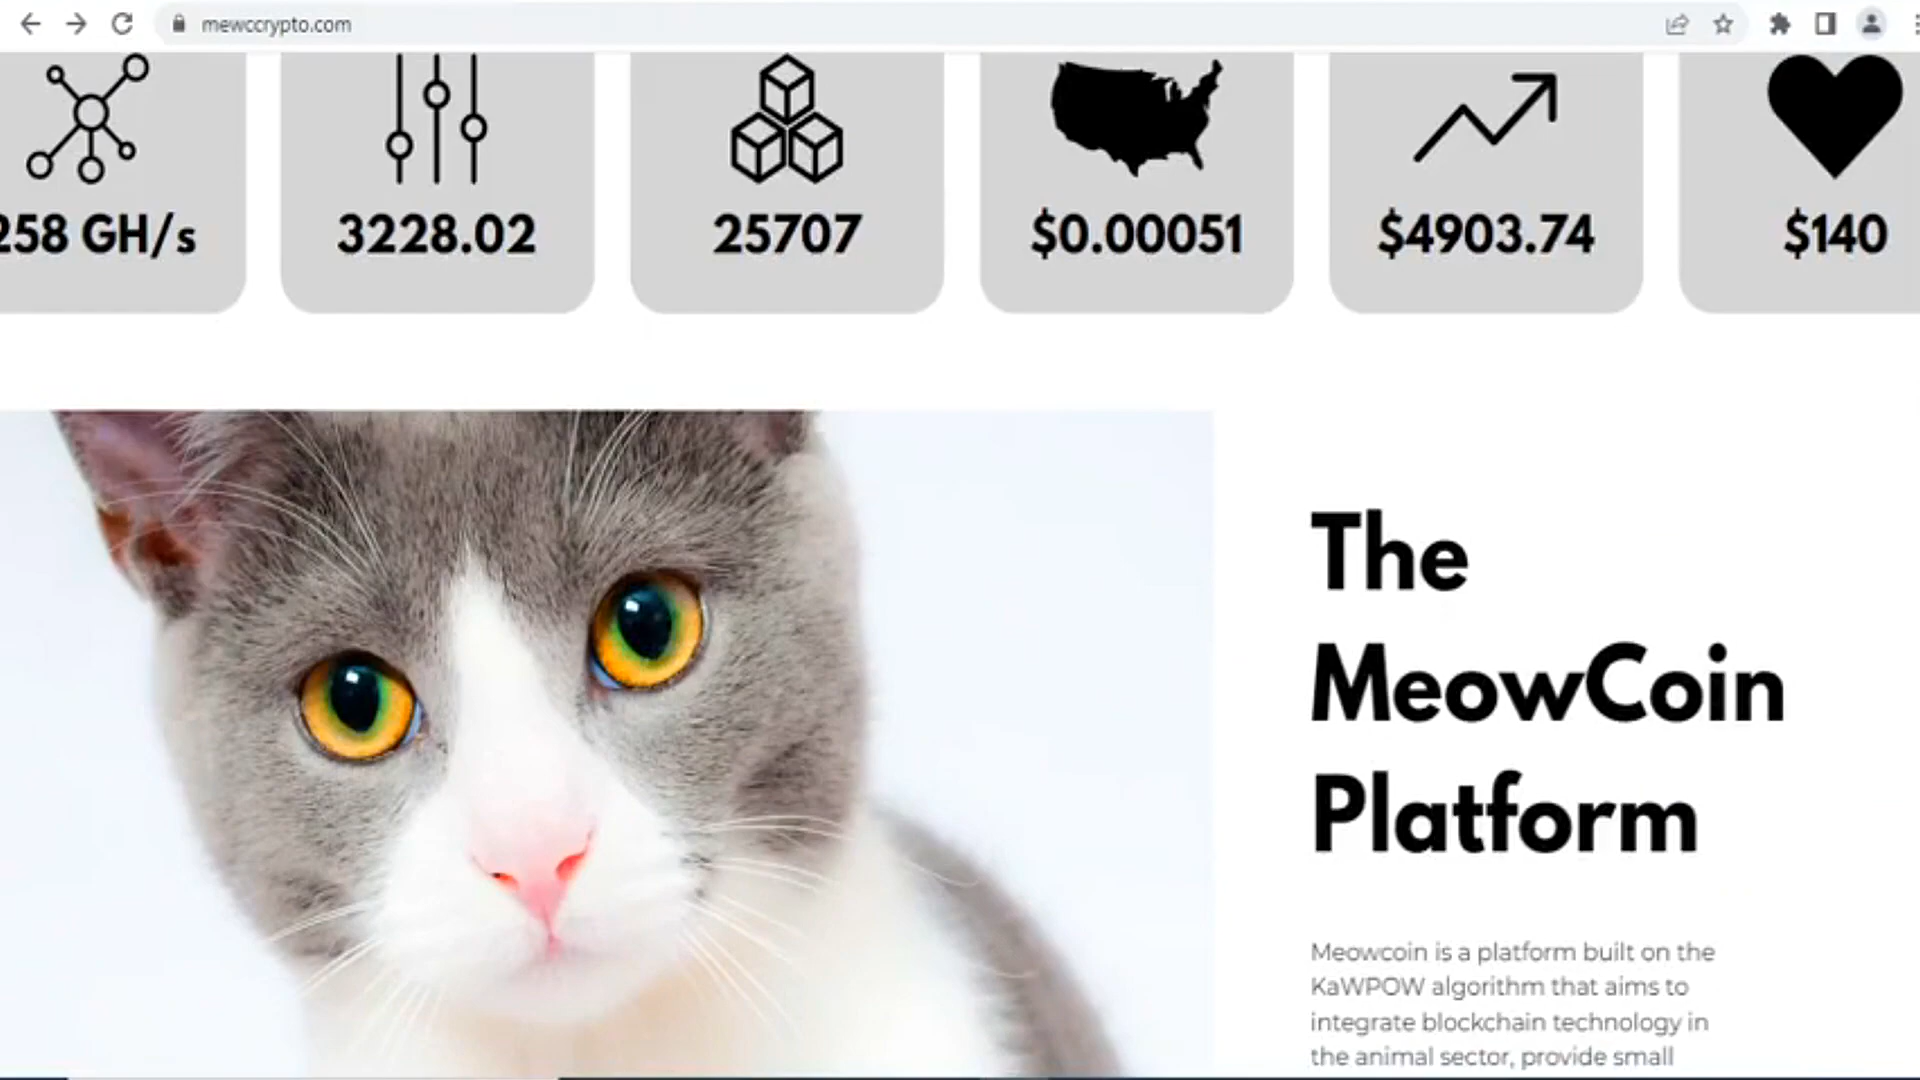 mewccrypto.com
258 GH/s
3228.02
25707
$0.00051
$4903.74
$140
The
MeowCoin
Platform
Meowcoin is a platform built on the
KaWPOW algorithm that aims to
integrate blockchain technology in
the animal sector, provide small